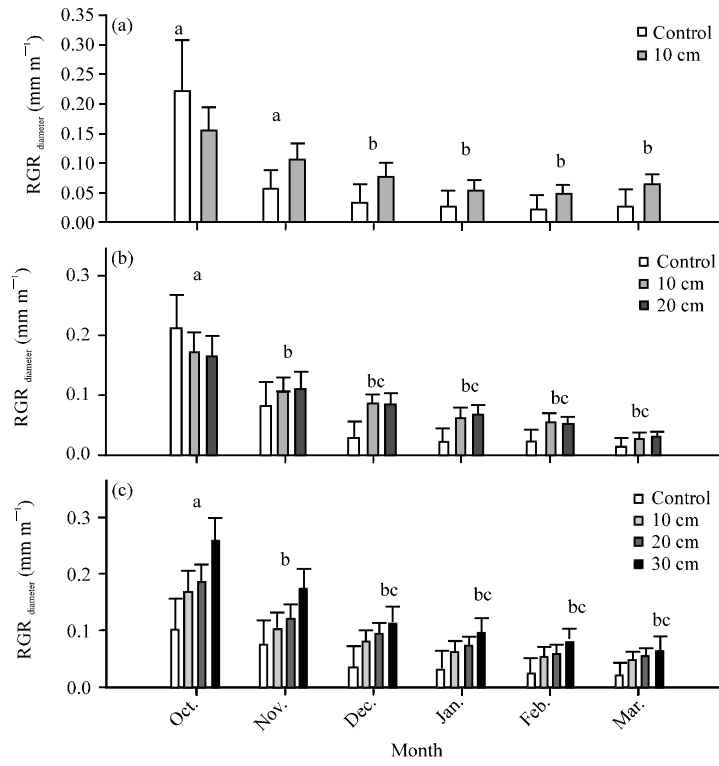 (a)
Control
10 cm
RGR diameter (mm m⁻¹)
0.35
0.30
0.25
0.20
0.15
0.10
0.05
0.00
a
a
b
b
b
b
(b)
Control
10 cm
20 cm
RGR diameter (mm m⁻¹)
0.3
0.2
0.1
0.0
a
b
bc
bc
bc
bc
(c)
Control
10 cm
20 cm
30 cm
RGR diameter (mm m⁻¹)
0.3
0.2
0.1
0.0
a
b
bc
bc
bc
bc
Oct.
Nov.
Dec.
Jan.
Feb.
Mar.
Month